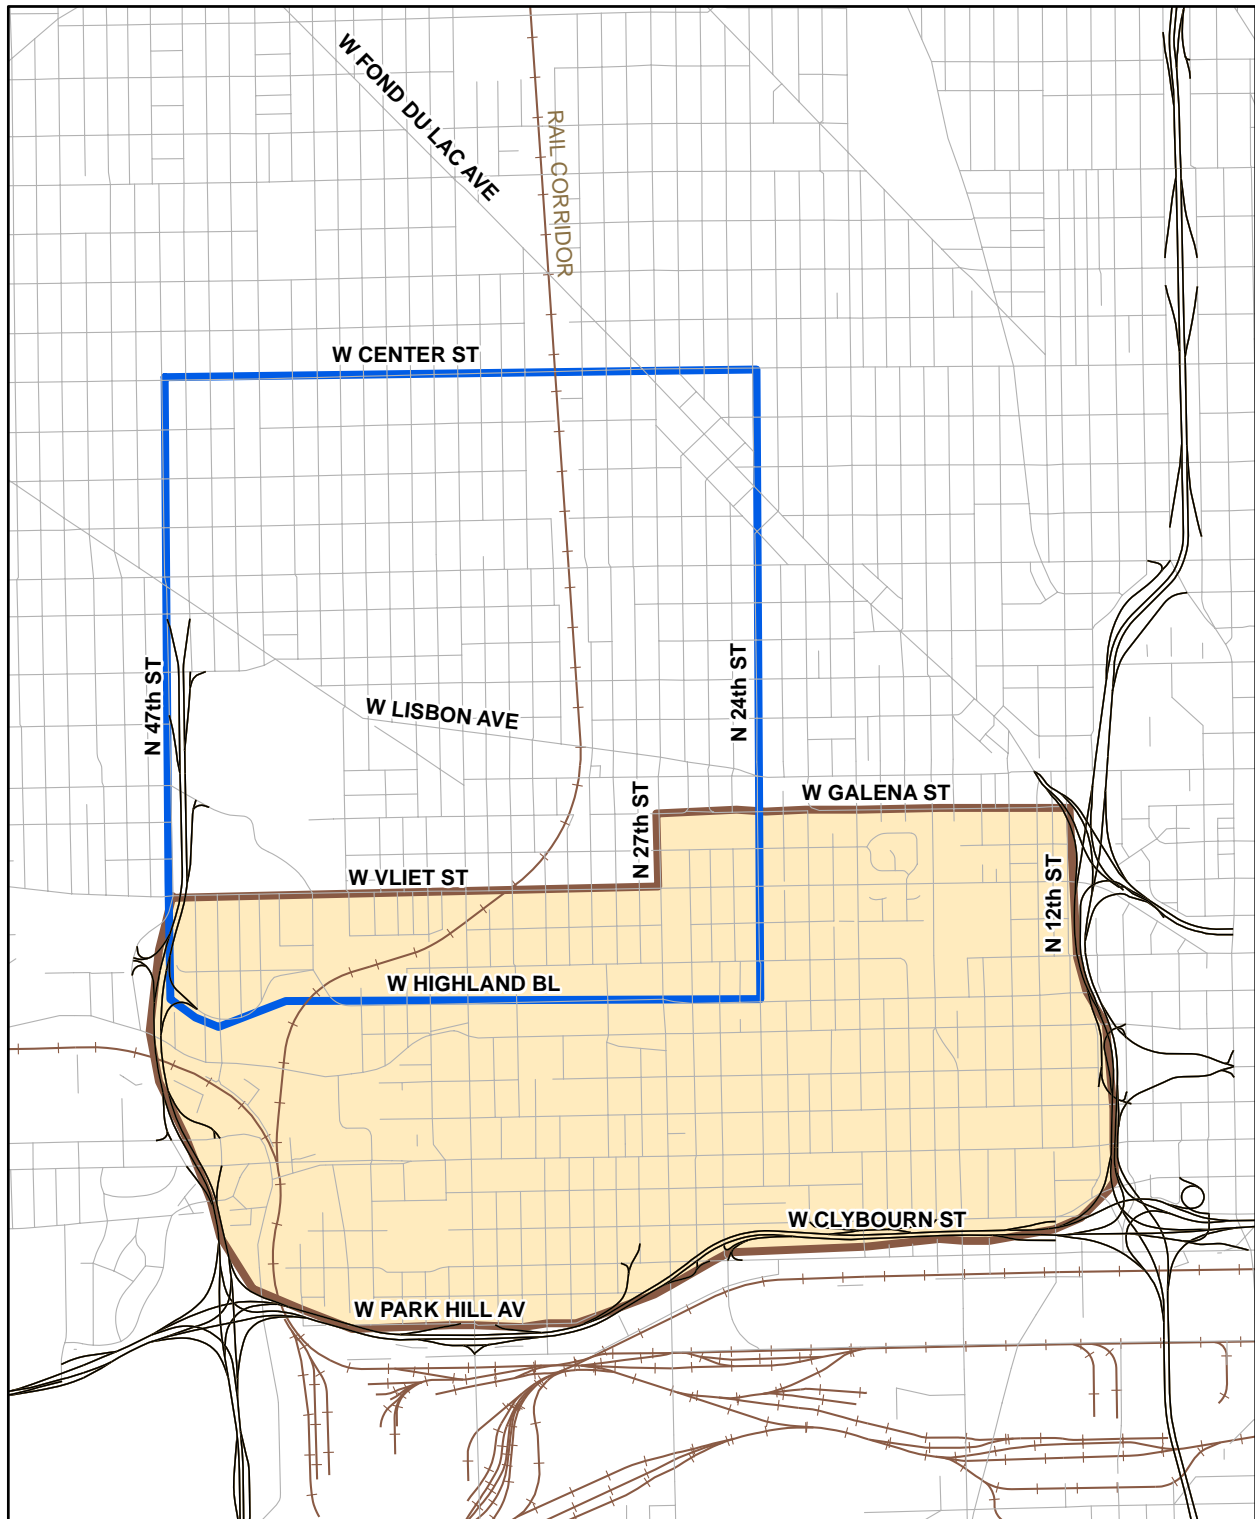 W FOND DU LAC AVE
RAIL CORRIDOR
W CENTER ST
N 47th ST
W LISBON AVE
N 24th ST
N 27th ST
W GALENA ST
W VLIET ST
N 12th ST
W HIGHLAND BL
W CLYBOURN ST
W PARK HILL AV